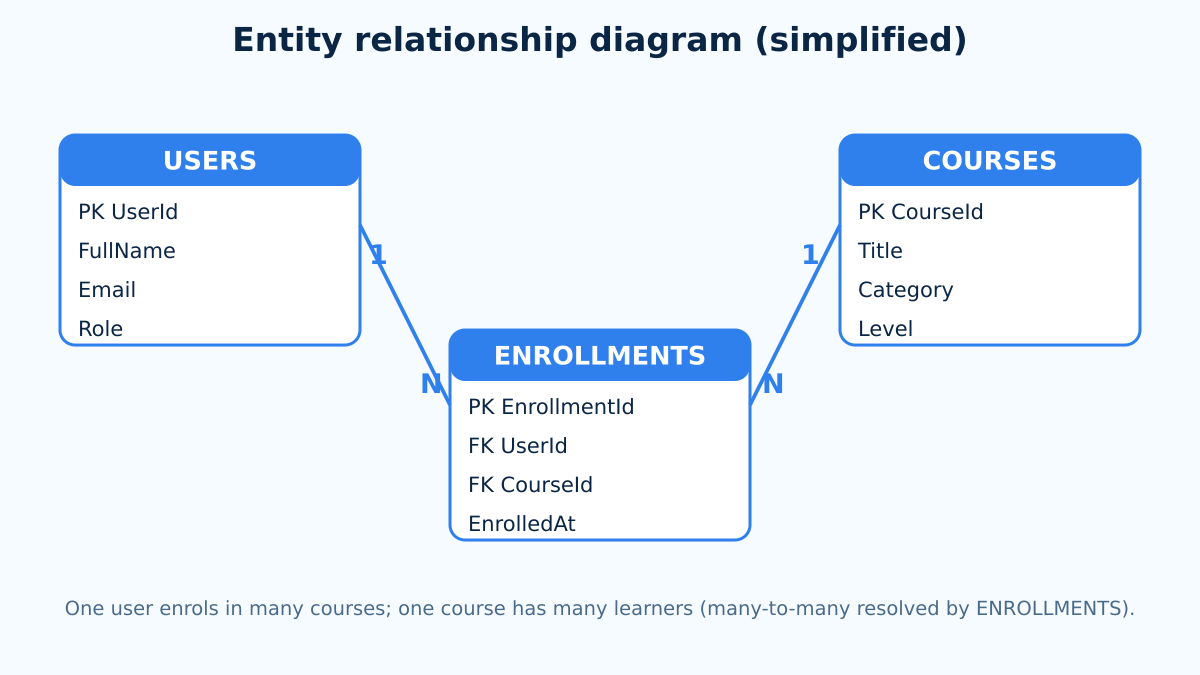 Entity relationship diagram (simplified)
USERS
PK UserId
FullName
Email
Role
COURSES
PK CourseId
Title
Category
Level
1
1
N
N
ENROLLMENTS
PK EnrollmentId
FK UserId
FK CourseId
EnrolledAt
One user enrols in many courses; one course has many learners (many-to-many resolved by ENROLLMENTS).